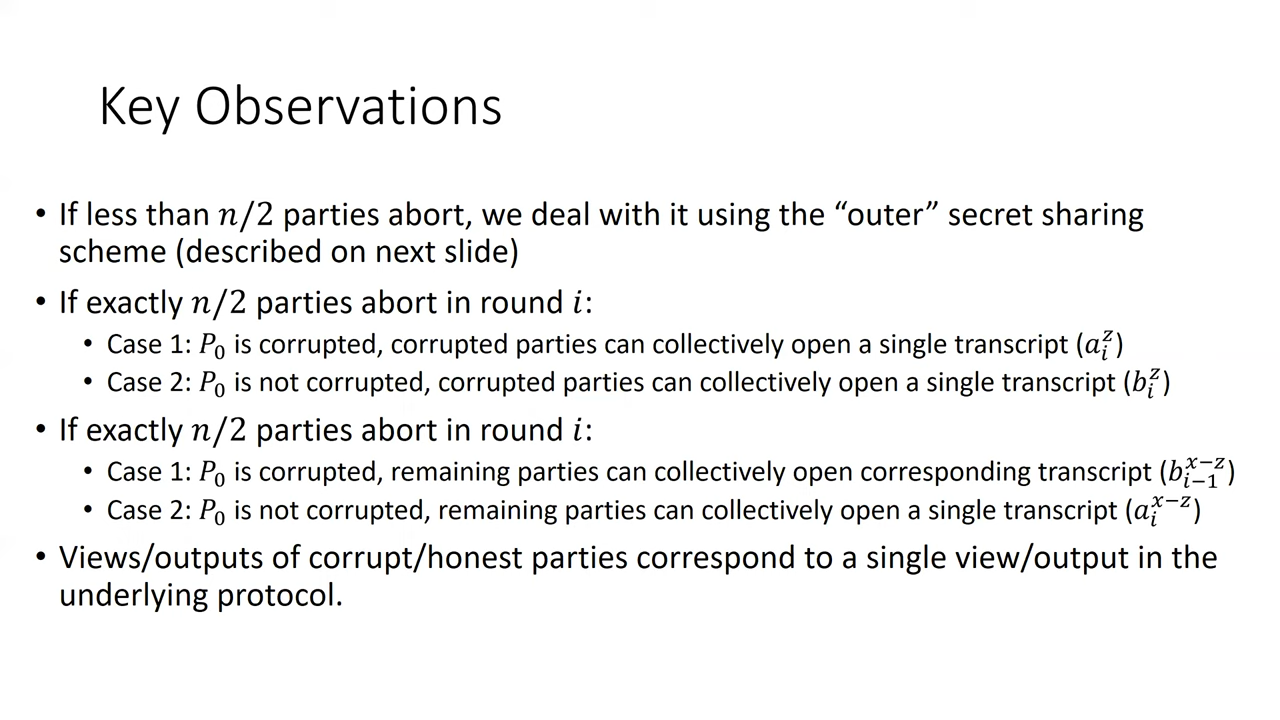 Key Observations
• If less than n/2 parties abort, we deal with it using the “outer” secret sharing
scheme (described on next slide)
• If exactly n/2 parties abort in round i:
• Case 1: P₀ is corrupted, corrupted parties can collectively open a single transcript (a_i^z)
• Case 2: P₀ is not corrupted, corrupted parties can collectively open a single transcript (b_i^z)
• If exactly n/2 parties abort in round i:
• Case 1: P₀ is corrupted, remaining parties can collectively open corresponding transcript (b_{i−1}^{x−z})
• Case 2: P₀ is not corrupted, remaining parties can collectively open a single transcript (a_i^{x−z})
• Views/outputs of corrupt/honest parties correspond to a single view/output in the
underlying protocol.